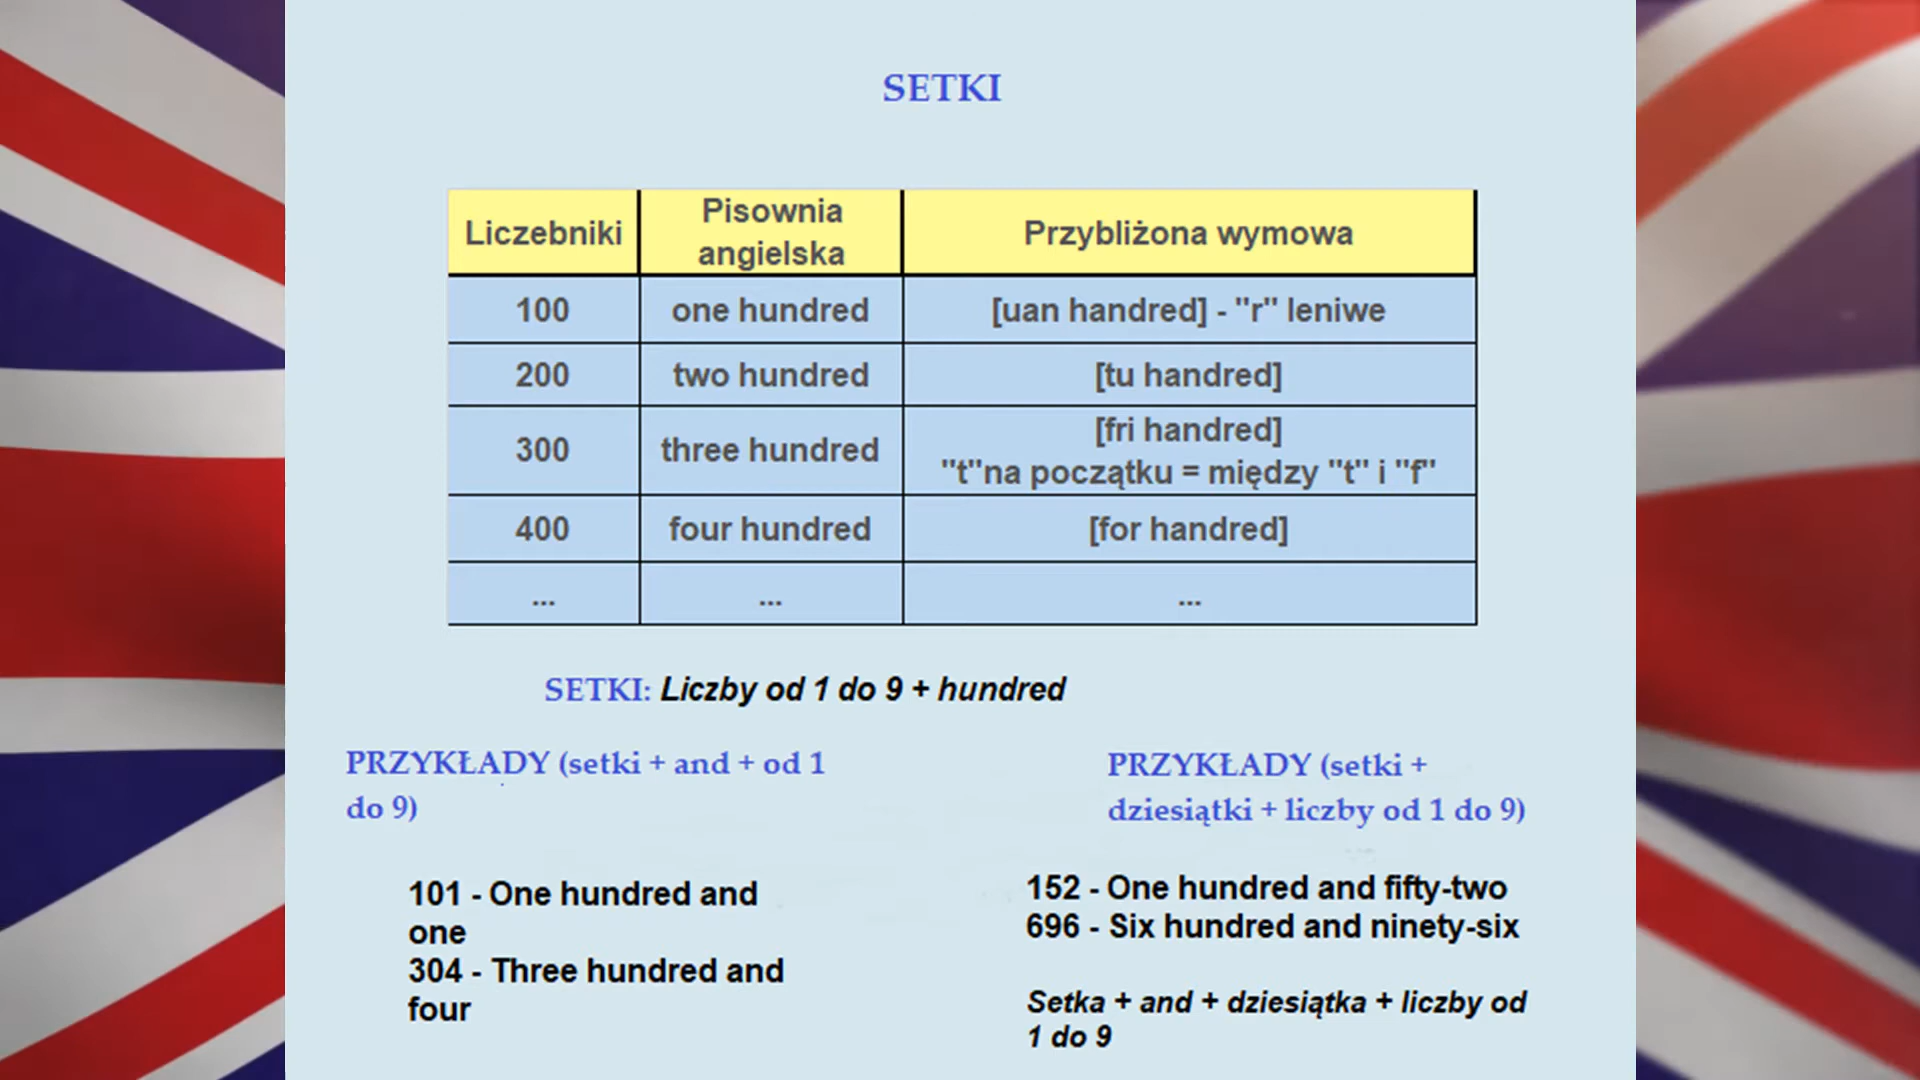 SETKI
Liczebniki
Pisownia
angielska
Przybliżona wymowa
100
one hundred
[uan handred] - "r" leniwe
200
two hundred
[tu handred]
300
three hundred
[fri handred]
"t"na początku = między "t" i "f"
400
four hundred
[for handred]
...
...
...
SETKI: Liczby od 1 do 9 + hundred
PRZYKŁADY (setki + and + od 1
do 9)
101 - One hundred and
one
304 - Three hundred and
four
PRZYKŁADY (setki +
dziesiątki + liczby od 1 do 9)
152 - One hundred and fifty-two
696 - Six hundred and ninety-six
Setka + and + dziesiątka + liczby od
1 do 9